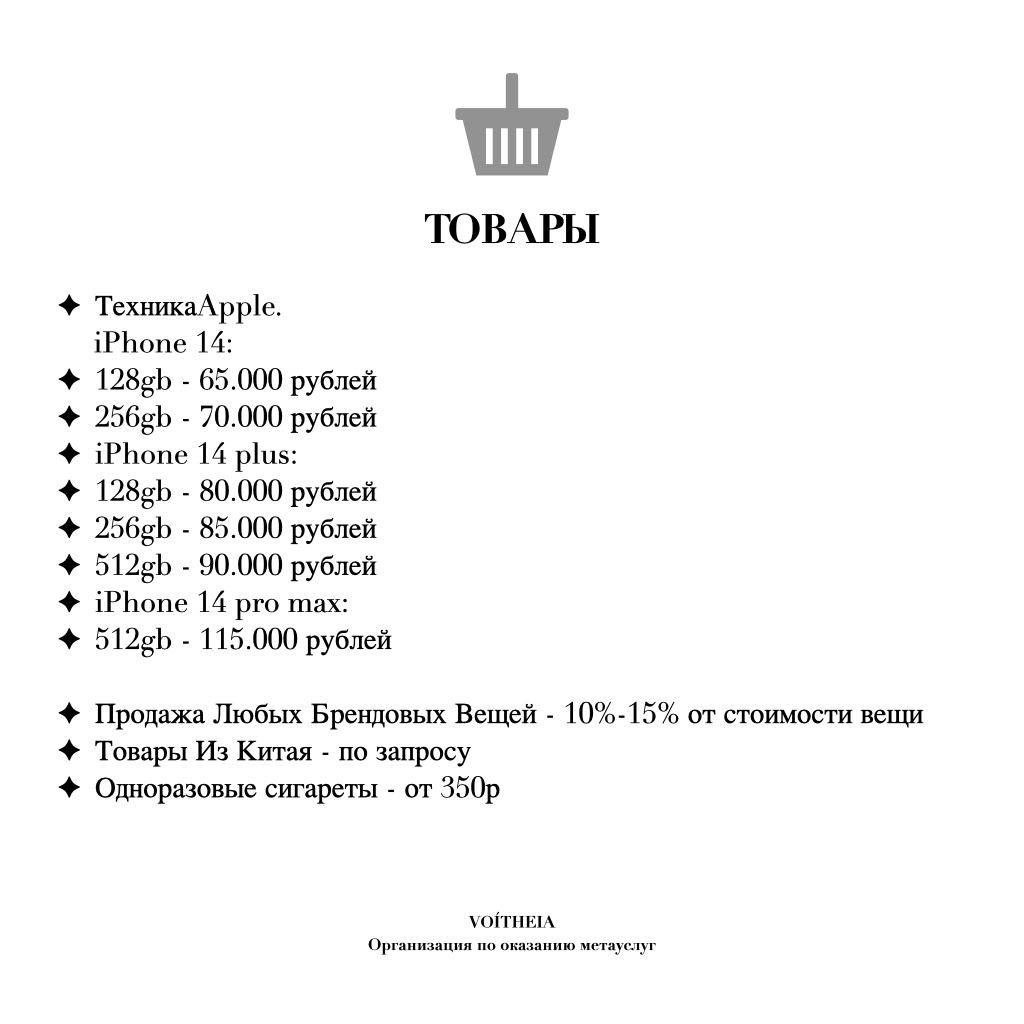 ТОВАРЫ
✦ ТехникаApple.
iPhone 14:
✦ 128gb - 65.000 рублей
✦ 256gb - 70.000 рублей
✦ iPhone 14 plus:
✦ 128gb - 80.000 рублей
✦ 256gb - 85.000 рублей
✦ 512gb - 90.000 рублей
✦ iPhone 14 pro max:
✦ 512gb - 115.000 рублей
✦ Продажа Любых Брендовых Вещей - 10%-15% от стоимости вещи
✦ Товары Из Китая - по запросу
✦ Одноразовые сигареты - от 350р
VOÍTHEIA
Организация по оказанию метауслуг